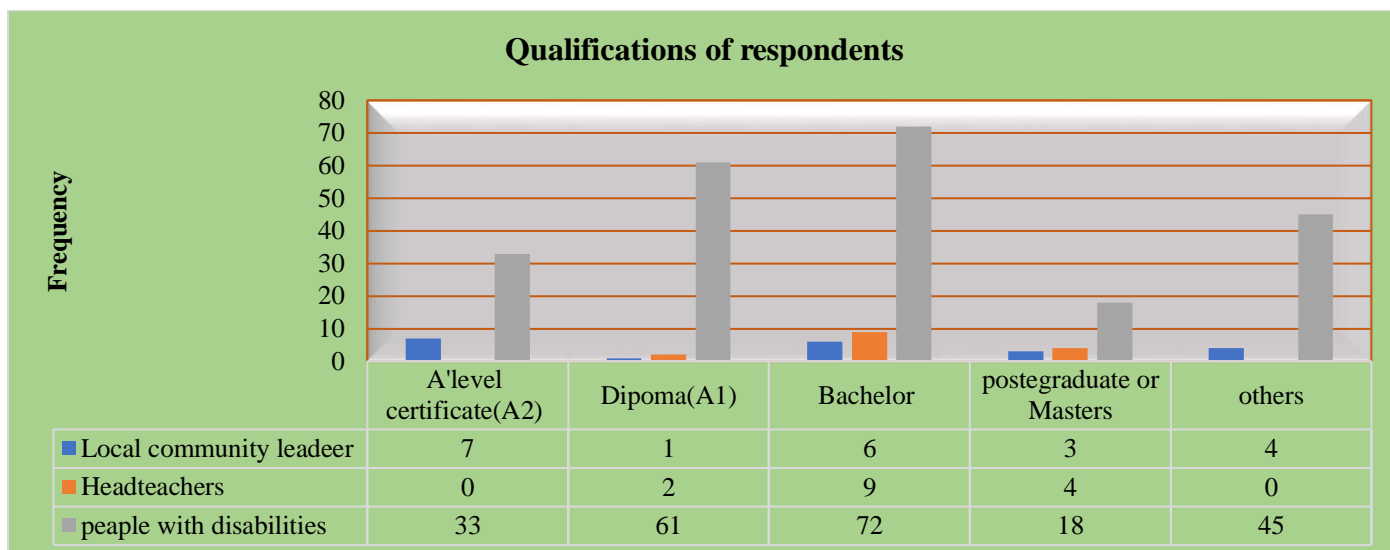 Qualifications of respondents
Frequency
80
70
60
50
40
30
20
10
0
A'level certificate(A2) Dipoma(A1) Bachelor postegraduate or Masters others
Local community leadeer 7 1 6 3 4
Headteachers 0 2 9 4 0
peaple with disabilities 33 61 72 18 45